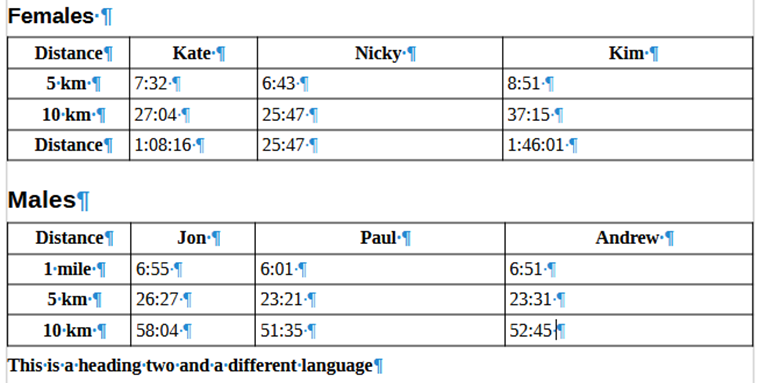 Females
Distance Kate Nicky Kim
5 km 7:32 6:43 8:51
10 km 27:04 25:47 37:15
Distance 1:08:16 25:47 1:46:01
Males
Distance Jon Paul Andrew
1 mile 6:55 6:01 6:51
5 km 26:27 23:21 23:31
10 km 58:04 51:35 52:45
This is a heading two and a different language